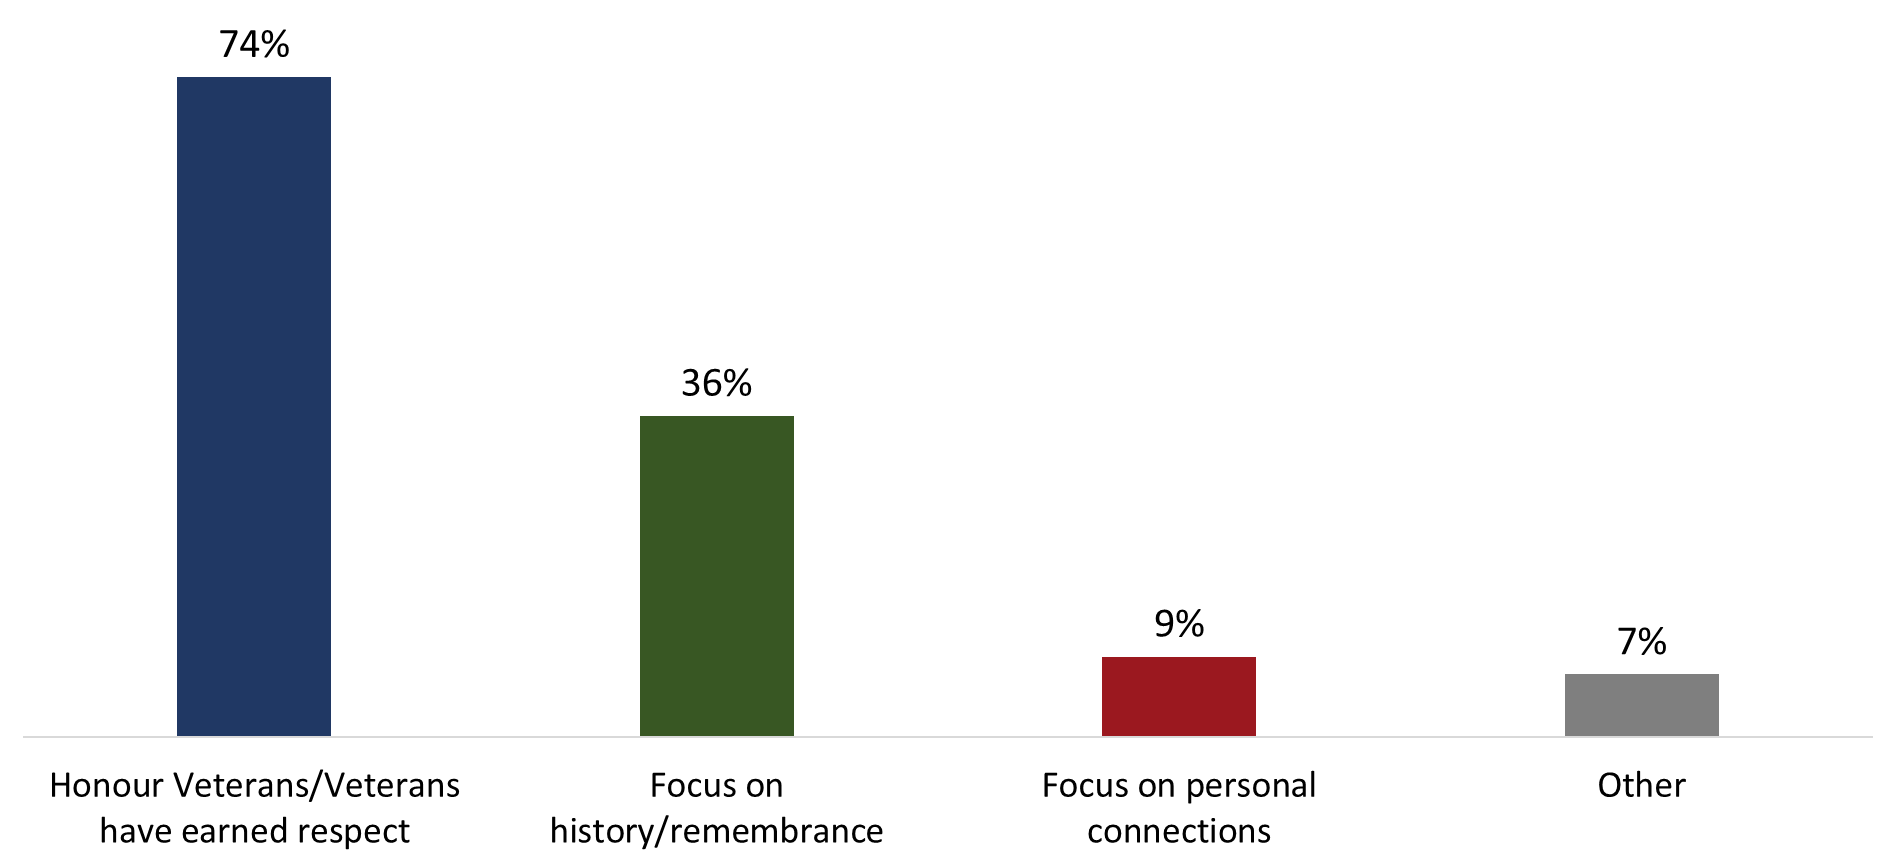 74%
36%
9%
7%
Honour Veterans/Veterans
have earned respect
Focus on
history/remembrance
Focus on personal
connections
Other